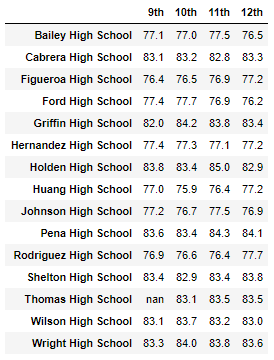 9th 10th 11th 12th
Bailey High School 77.1 77.0 77.5 76.5
Cabrera High School 83.1 83.2 82.8 83.3
Figueroa High School 76.4 76.5 76.9 77.2
Ford High School 77.4 77.7 76.9 76.2
Griffin High School 82.0 84.2 83.8 83.4
Hernandez High School 77.4 77.3 77.1 77.2
Holden High School 83.8 83.4 85.0 82.9
Huang High School 77.0 75.9 76.4 77.2
Johnson High School 77.2 76.7 77.5 76.9
Pena High School 83.6 83.4 84.3 84.1
Rodriguez High School 76.9 76.6 76.4 77.7
Shelton High School 83.4 82.9 83.4 83.8
Thomas High School nan 83.1 83.5 83.5
Wilson High School 83.1 83.7 83.2 83.0
Wright High School 83.3 84.0 83.8 83.6